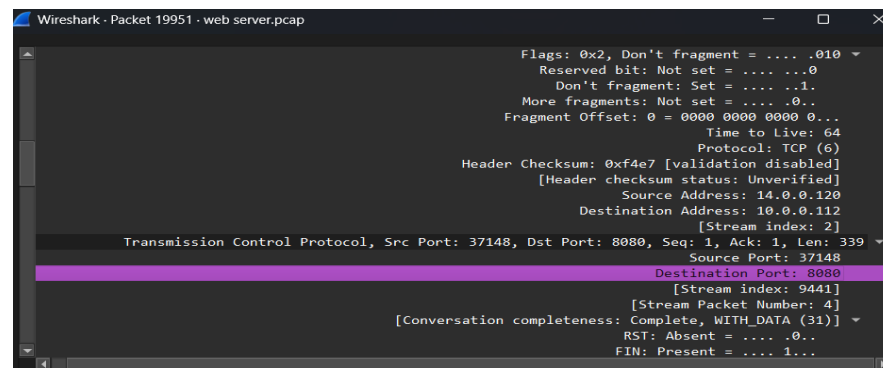 Wireshark · Packet 19951 · web server.pcap
Flags: 0x2, Don't fragment = .... .010
Reserved bit: Not set = .... ...0
Don't fragment: Set = .... ..1.
More fragments: Not set = .... .0..
Fragment Offset: 0 = 0000 0000 0000 0...
Time to Live: 64
Protocol: TCP (6)
Header Checksum: 0xf4e7 [validation disabled]
[Header checksum status: Unverified]
Source Address: 14.0.0.120
Destination Address: 10.0.0.112
[Stream index: 2]
Transmission Control Protocol, Src Port: 37148, Dst Port: 8080, Seq: 1, Ack: 1, Len: 339
Source Port: 37148
Destination Port: 8080
[Stream index: 9441]
[Stream Packet Number: 4]
[Conversation completeness: Complete, WITH_DATA (31)]
RST: Absent = .... .0..
FIN: Present = .... 1...